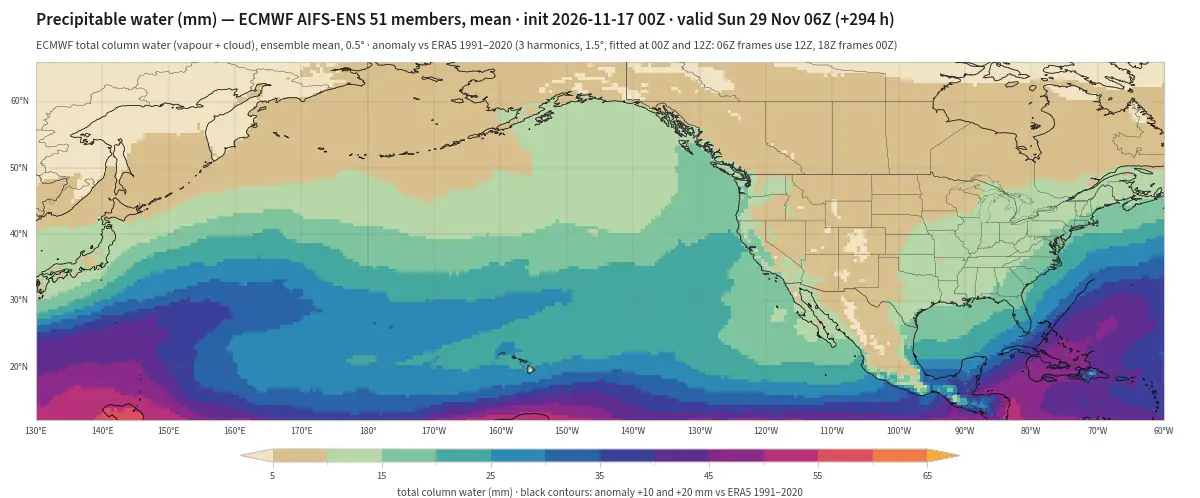 Precipitable water (mm) — ECMWF AIFS-ENS 51 members, mean · init 2026-11-17 00Z · valid Sun 29 Nov 06Z (+294 h)
ECMWF total column water (vapour + cloud), ensemble mean, 0.5° · anomaly vs ERA5 1991–2020 (3 harmonics, 1.5°, fitted at 00Z and 12Z: 06Z frames use 12Z, 18Z frames 00Z)
60°N
50°N
40°N
30°N
20°N
130°E 140°E 150°E 160°E 170°E 180° 170°W 160°W 150°W 140°W 130°W 120°W 110°W 100°W 90°W 80°W 70°W 60°W
5 15 25 35 45 55 65
total column water (mm) · black contours: anomaly +10 and +20 mm vs ERA5 1991–2020